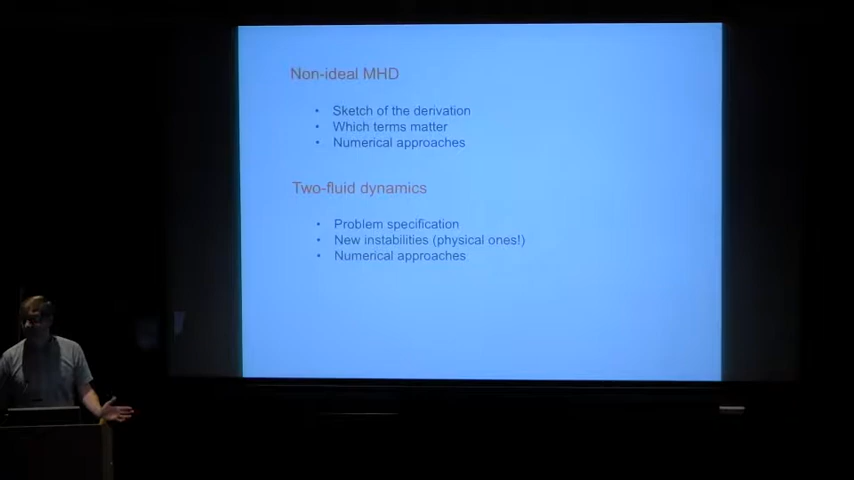 Non-ideal MHD
• Sketch of the derivation
• Which terms matter
• Numerical approaches
Two-fluid dynamics
• Problem specification
• New instabilities (physical ones!)
• Numerical approaches